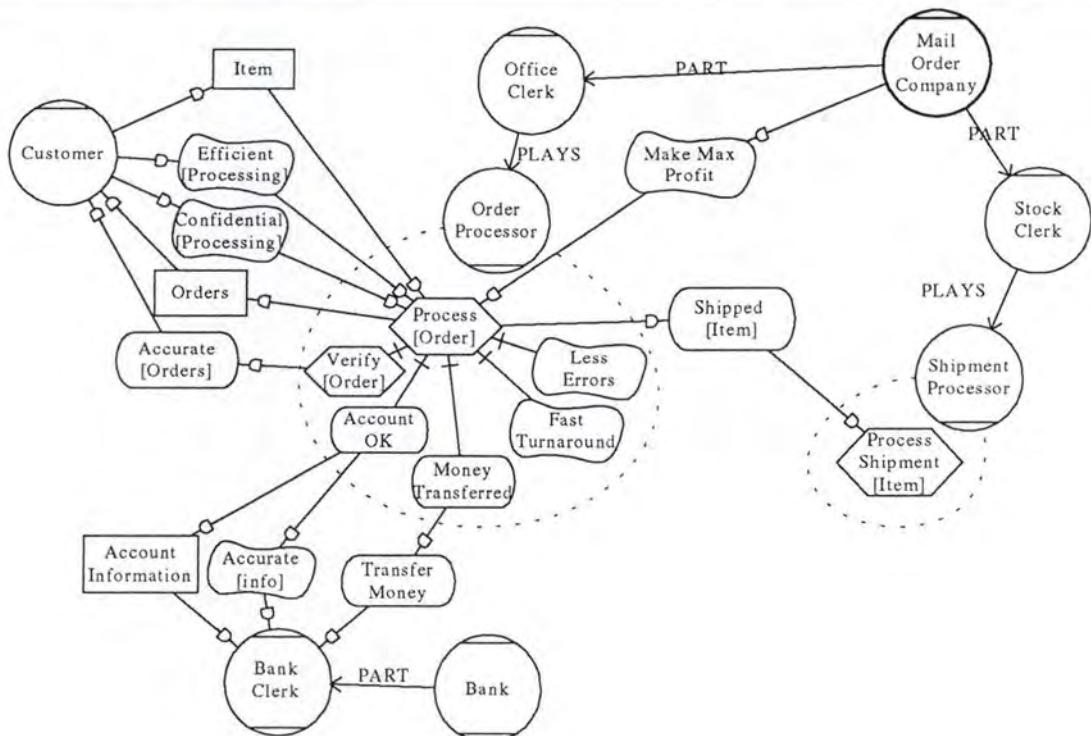 Item
Office
Clerk
PART
Mail
Order
Company
Customer
Efficient
[Processing]
PLAYS
Make Max
Profit
PART
Confidential
[Processing]
Order
Processor
Stock
Clerk
Orders
Process
[Order]
Shipped
[Item]
PLAYS
Accurate
[Orders]
Verify
[Order]
Less
Errors
Shipment
Processor
Account
OK
Fast
Turnaround
Process
Shipment
[Item]
Money
Transferred
Account
Information
Accurate
[info]
Transfer
Money
Bank
Clerk
PART
Bank